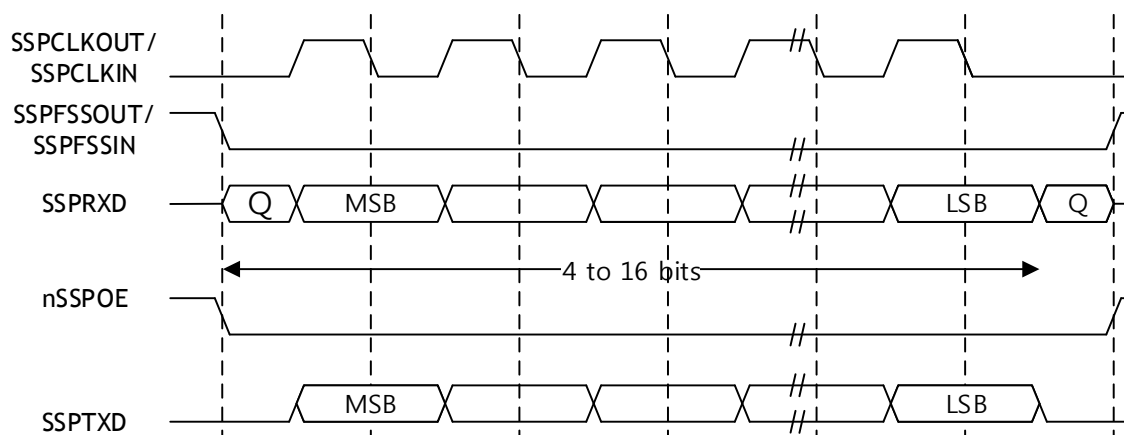 SSPCLKOUT/
SSPCLKIN
SSPFSSOUT/
SSPFSSIN
SSPRXD
Q
MSB
LSB
Q
4 to 16 bits
nSSPOE
SSPTXD
MSB
LSB